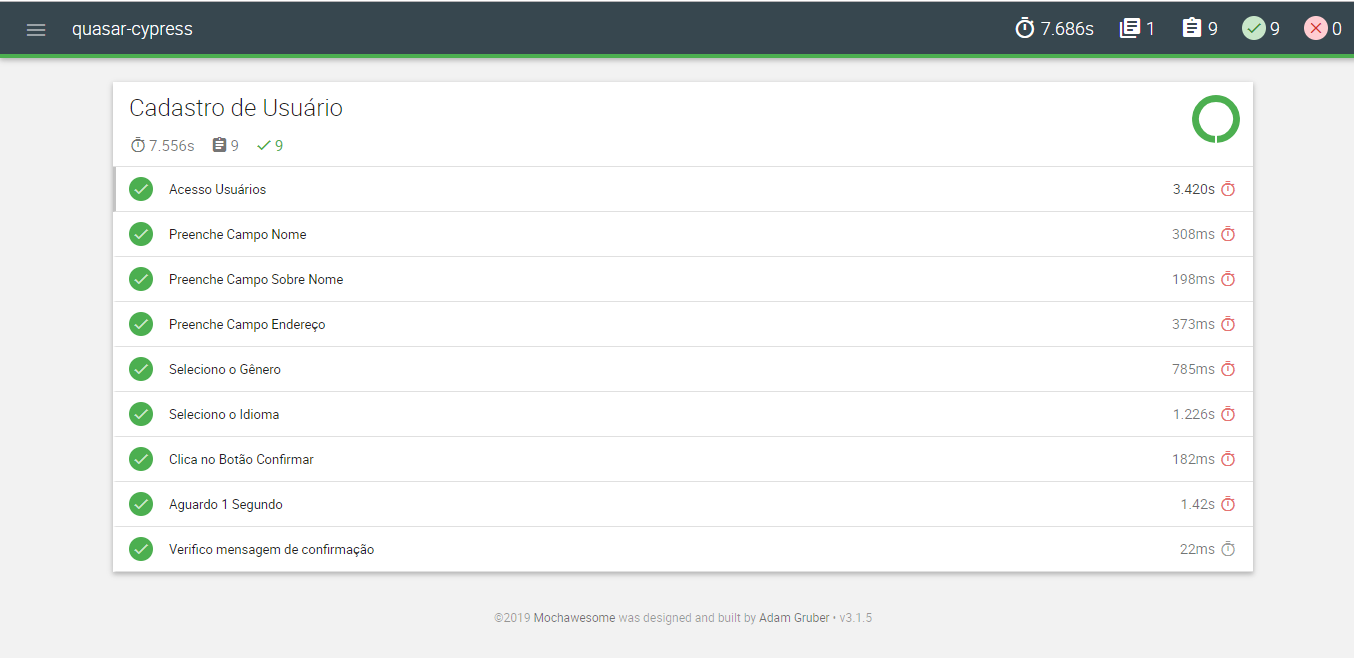 quasar-cypress 7.686s 1 9 9 0
Cadastro de Usuário
7.556s 9 9
Acesso Usuários 3.420s
Preenche Campo Nome 308ms
Preenche Campo Sobre Nome 198ms
Preenche Campo Endereço 373ms
Seleciono o Gênero 785ms
Seleciono o Idioma 1.226s
Clica no Botão Confirmar 182ms
Aguardo 1 Segundo 1.42s
Verifico mensagem de confirmação 22ms
©2019 Mochawesome was designed and built by Adam Gruber • v3.1.5